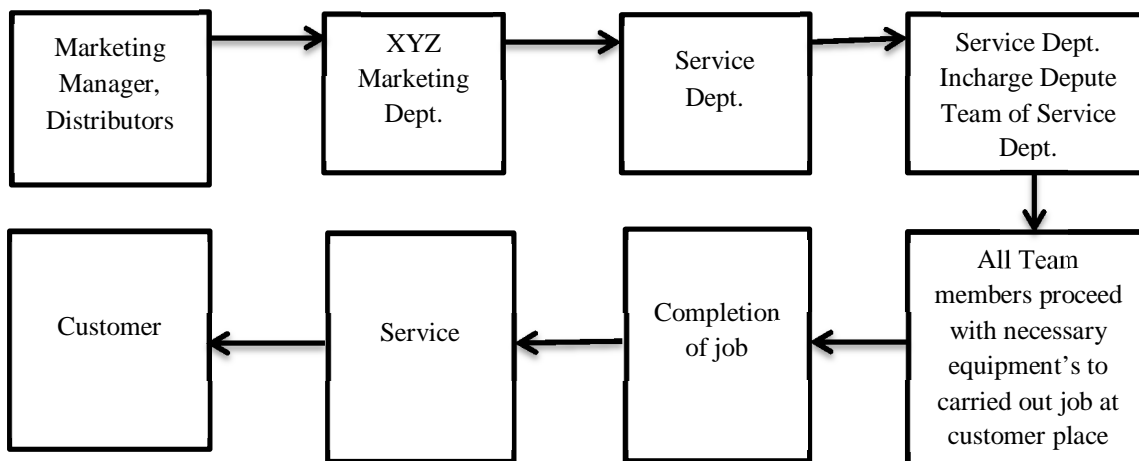 Marketing
Manager,
Distributors
XYZ
Marketing
Dept.
Service
Dept.
Service Dept.
Incharge Depute
Team of Service
Dept.
All Team
members proceed
with necessary
equipment’s to
carried out job at
customer place
Completion
of job
Service
Customer